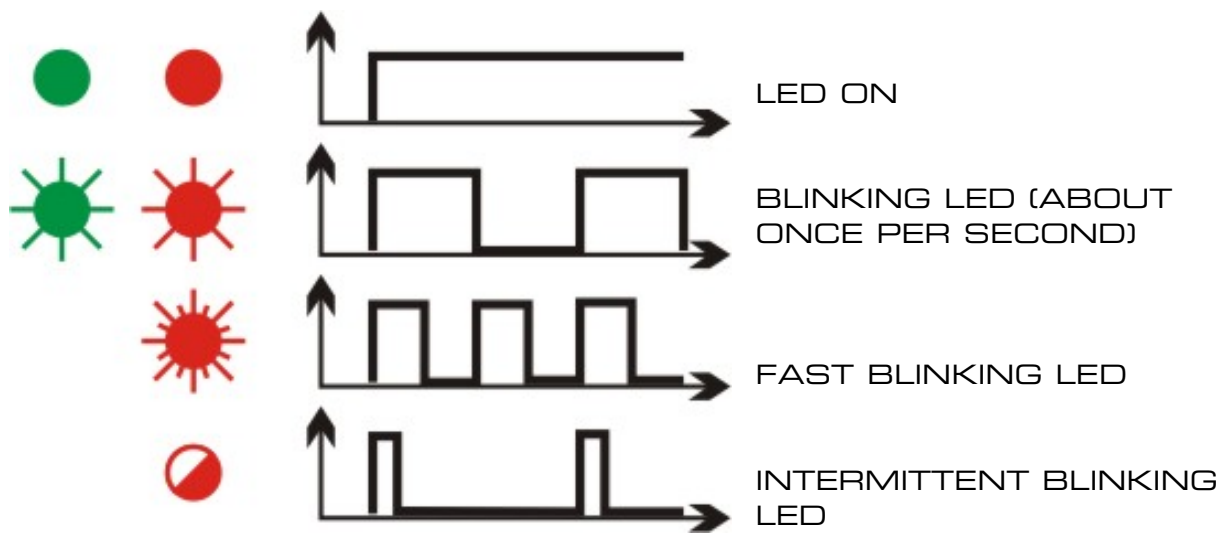 LED ON
BLINKING LED (ABOUT
ONCE PER SECOND)
FAST BLINKING LED
INTERMITTENT BLINKING
LED